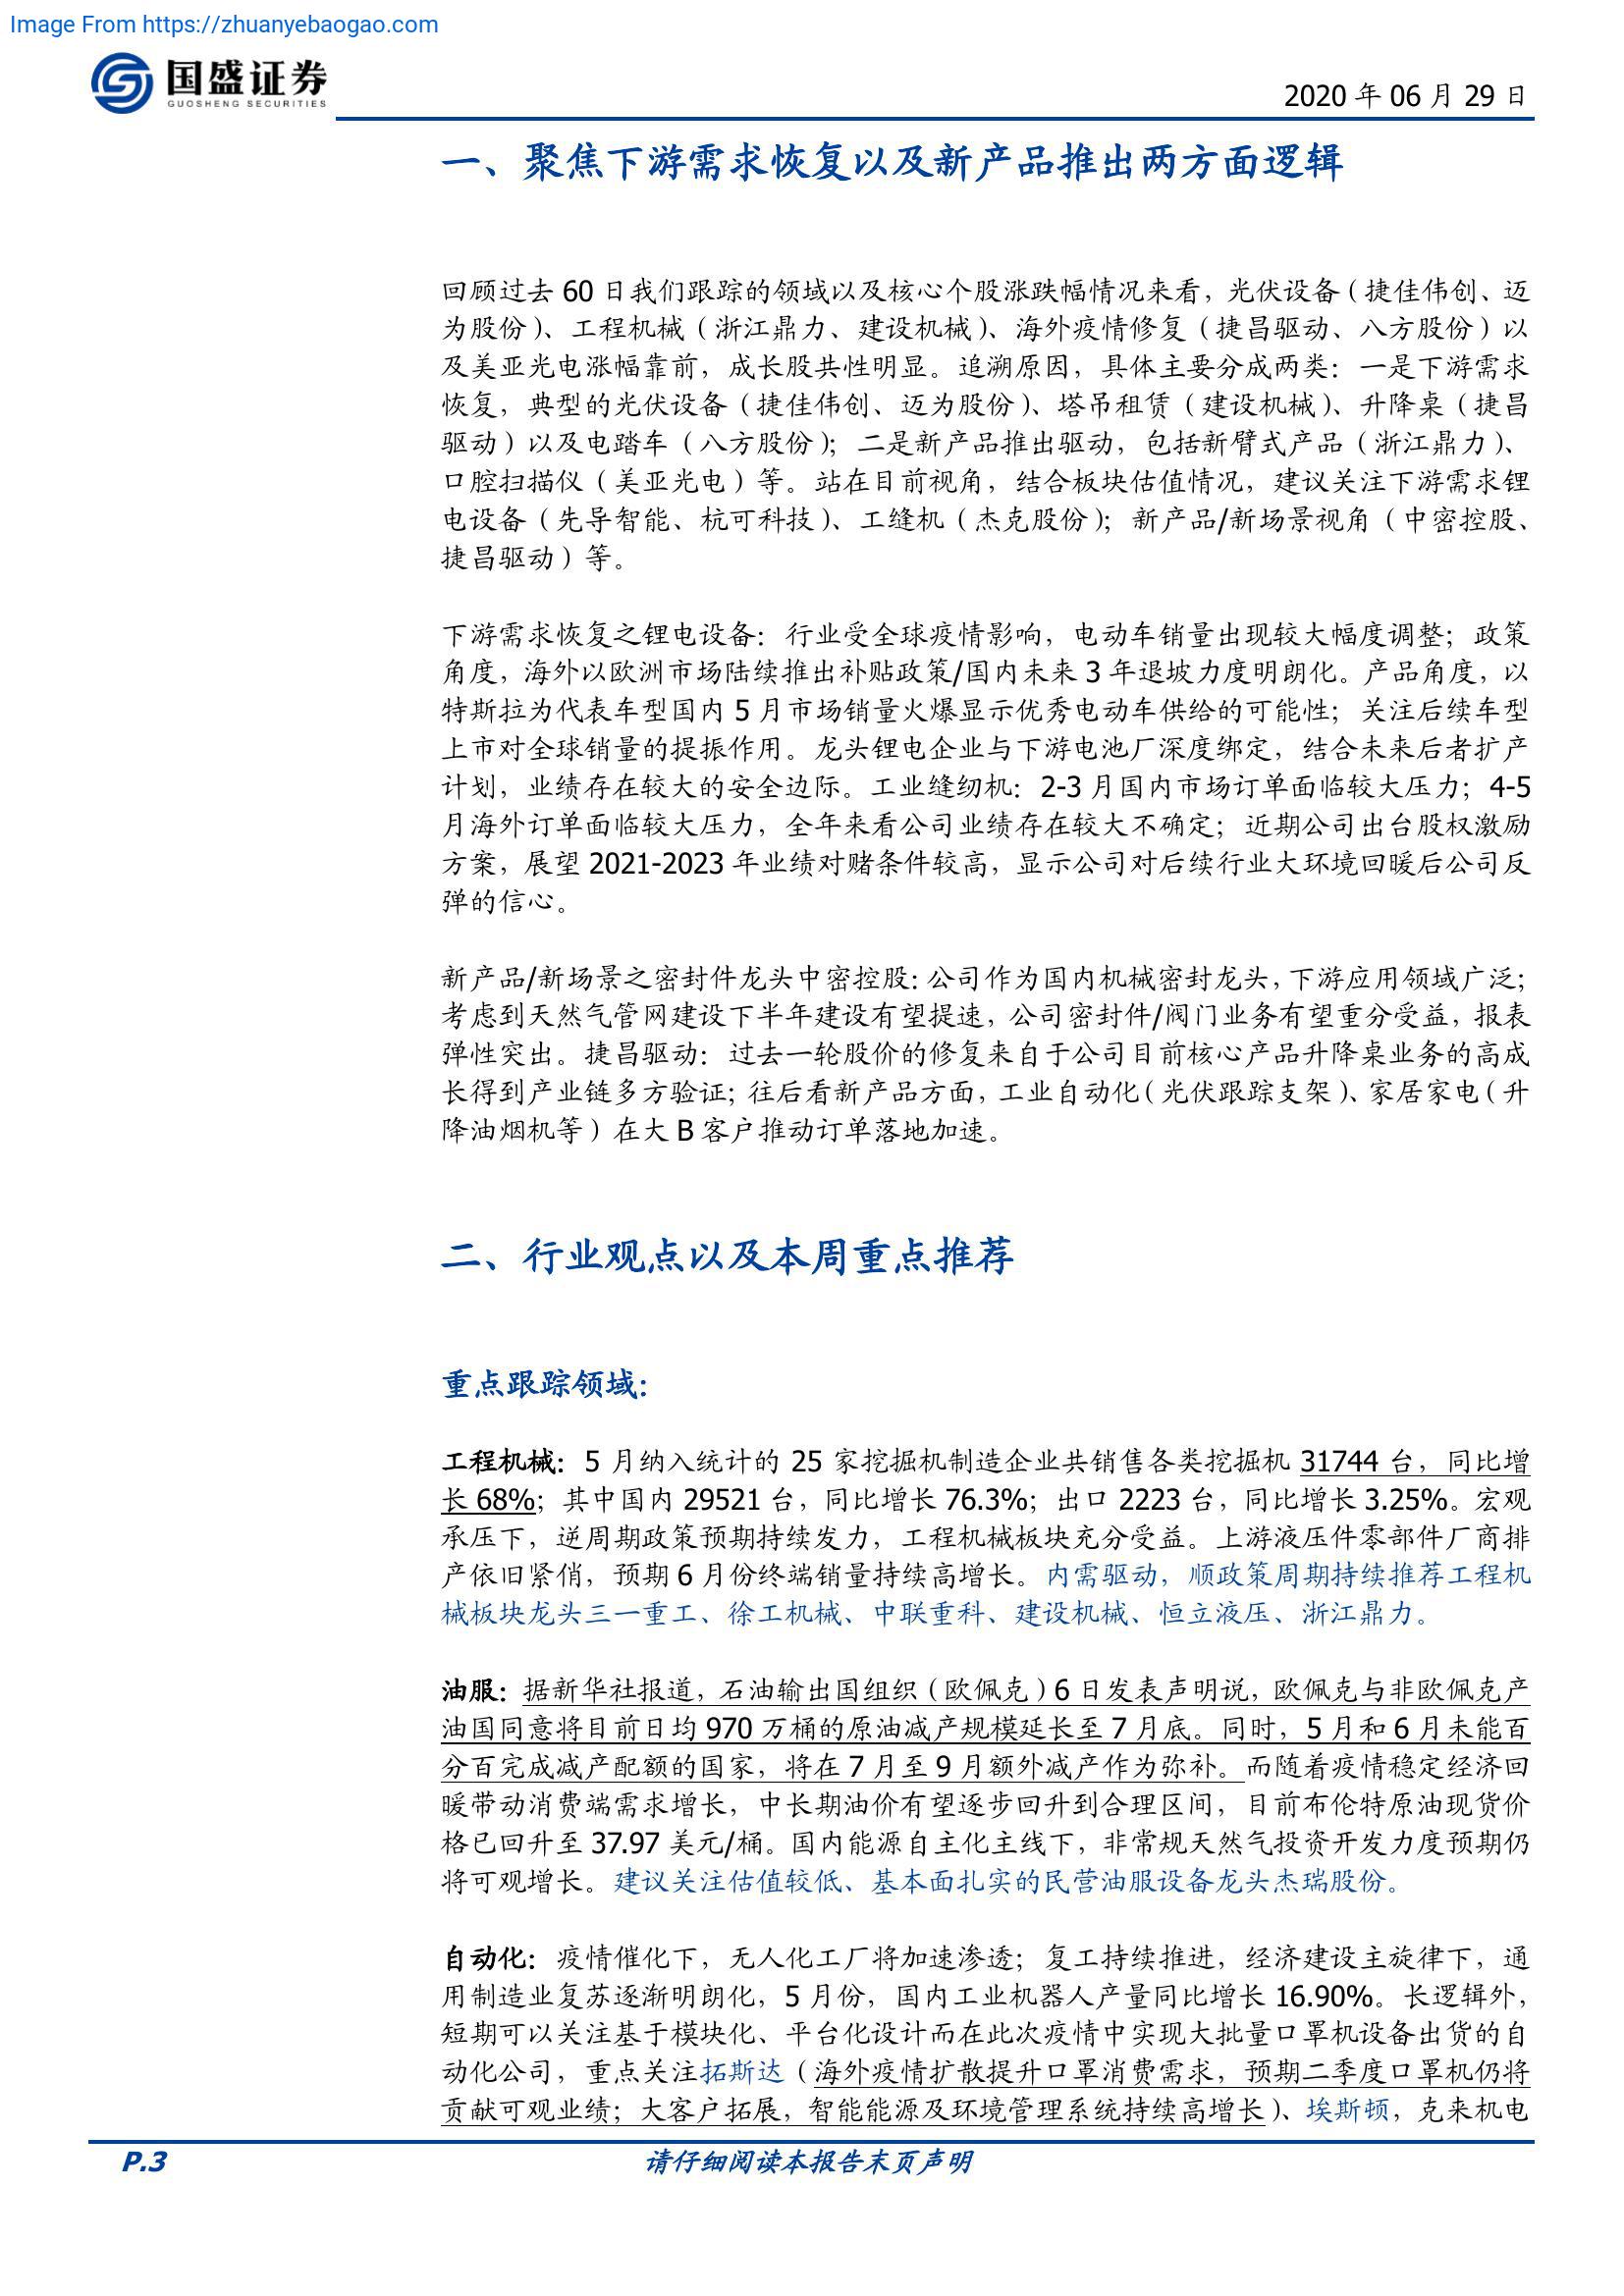 Image From https://zhuanyebaogao.com
国盛证券
GUOSHENG SECURITIES
2020 年 06 月 29 日
一、聚焦下游需求恢复以及新产品推出两方面逻辑
回顾过去 60 日我们跟踪的领域以及核心个股涨跌幅情况来看，光伏设备（捷佳伟创、迈
为股份）、工程机械（浙江鼎力、建设机械）、海外疫情修复（捷昌驱动、八方股份）以
及美亚光电涨幅靠前，成长股共性明显。追溯原因，具体主要分成两类：一是下游需求
恢复，典型的光伏设备（捷佳伟创、迈为股份）、塔吊租赁（建设机械）、升降桌（捷昌
驱动）以及电踏车（八方股份）；二是新产品推出驱动，包括新臂式产品（浙江鼎力）、
口腔扫描仪（美亚光电）等。站在目前视角，结合板块估值情况，建议关注下游需求锂
电设备（先导智能、杭可科技）、工缝机（杰克股份）；新产品/新场景视角（中密控股、
捷昌驱动）等。
下游需求恢复之锂电设备：行业受全球疫情影响，电动车销量出现较大幅度调整；政策
角度，海外以欧洲市场陆续推出补贴政策/国内未来 3 年退坡力度明朗化。产品角度，以
特斯拉为代表车型国内 5 月市场销量火爆显示优秀电动车供给的可能性；关注后续车型
上市对全球销量的提振作用。龙头锂电企业与下游电池厂深度绑定，结合未来后者扩产
计划，业绩存在较大的安全边际。工业缝纫机：2-3 月国内市场订单面临较大压力；4-5
月海外订单面临较大压力，全年来看公司业绩存在较大不确定；近期公司出台股权激励
方案，展望 2021-2023 年业绩对赌条件较高，显示公司对后续行业大环境回暖后公司反
弹的信心。
新产品/新场景之密封件龙头中密控股：公司作为国内机械密封龙头，下游应用领域广泛；
考虑到天然气管网建设下半年建设有望提速，公司密封件/阀门业务有望重分受益，报表
弹性突出。捷昌驱动：过去一轮股价的修复来自于公司目前核心产品升降桌业务的高成
长得到产业链多方验证；往后看新产品方面，工业自动化（光伏跟踪支架）、家居家电（升
降油烟机等）在大 B 客户推动订单落地加速。
二、行业观点以及本周重点推荐
重点跟踪领域：
工程机械：5 月纳入统计的 25 家挖掘机制造企业共销售各类挖掘机 31744 台，同比增
长 68%；其中国内 29521 台，同比增长 76.3%；出口 2223 台，同比增长 3.25%。宏观
承压下，逆周期政策预期持续发力，工程机械板块充分受益。上游液压件零部件厂商排
产依旧紧俏，预期 6 月份终端销量持续高增长。内需驱动，顺政策周期持续推荐工程机
械板块龙头三一重工、徐工机械、中联重科、建设机械、恒立液压、浙江鼎力。
油服：据新华社报道，石油输出国组织（欧佩克）6 日发表声明说，欧佩克与非欧佩克产
油国同意将目前日均 970 万桶的原油减产规模延长至 7 月底。同时，5 月和 6 月未能百
分百完成减产配额的国家，将在 7 月至 9 月额外减产作为弥补。而随着疫情稳定经济回
暖带动消费端需求增长，中长期油价有望逐步回升到合理区间，目前布伦特原油现货价
格已回升至 37.97 美元/桶。国内能源自主化主线下，非常规天然气投资开发力度预期仍
将可观增长。建议关注估值较低、基本面扎实的民营油服设备龙头杰瑞股份。
自动化：疫情催化下，无人化工厂将加速渗透；复工持续推进，经济建设主旋律下，通
用制造业复苏逐渐明朗化，5 月份，国内工业机器人产量同比增长 16.90%。长逻辑外，
短期可以关注基于模块化、平台化设计而在此次疫情中实现大批量口罩机设备出货的自
动化公司，重点关注拓斯达（海外疫情扩散提升口罩消费需求，预期二季度口罩机仍将
贡献可观业绩；大客户拓展，智能能源及环境管理系统持续高增长）、埃斯顿，克来机电
P.3
请仔细阅读本报告末页声明